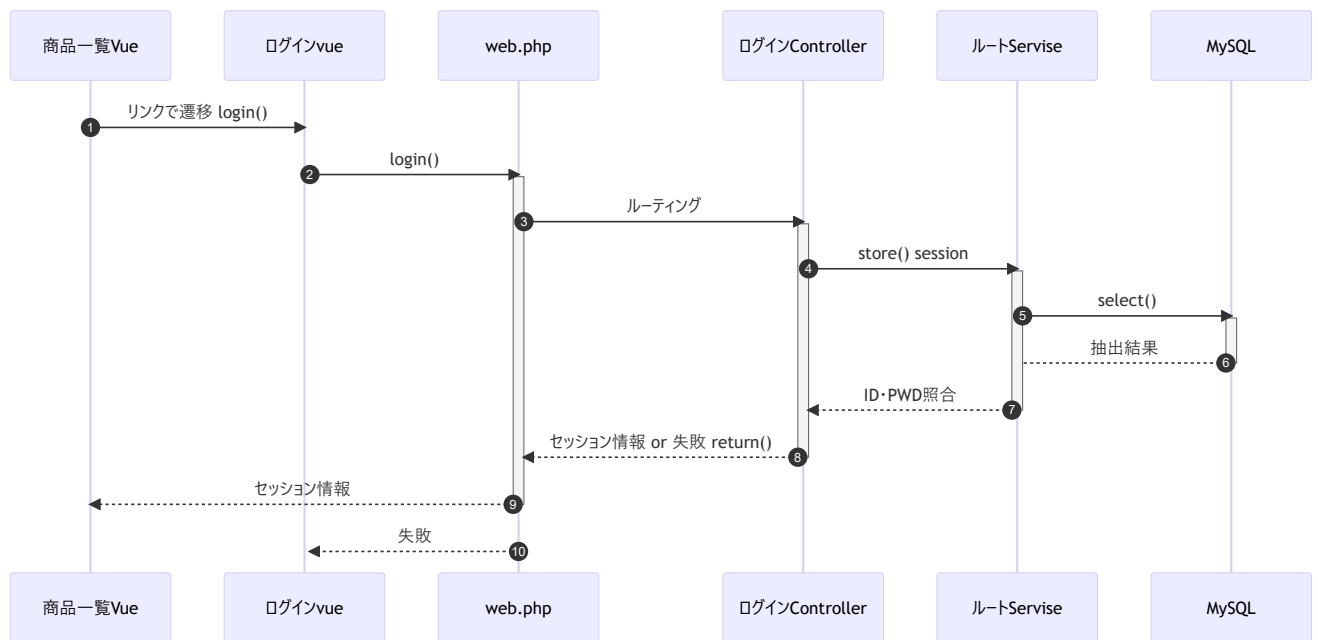 商品一覧Vue
ログインvue
web.php
ログインController
ルートServise
MySQL
リンクで遷移 login()
1
login()
2
ルーティング
3
store() session
4
select()
5
抽出結果
6
ID・PWD照合
7
セッション情報 or 失敗 return()
8
セッション情報
9
失敗
10
商品一覧Vue
ログインvue
web.php
ログインController
ルートServise
MySQL